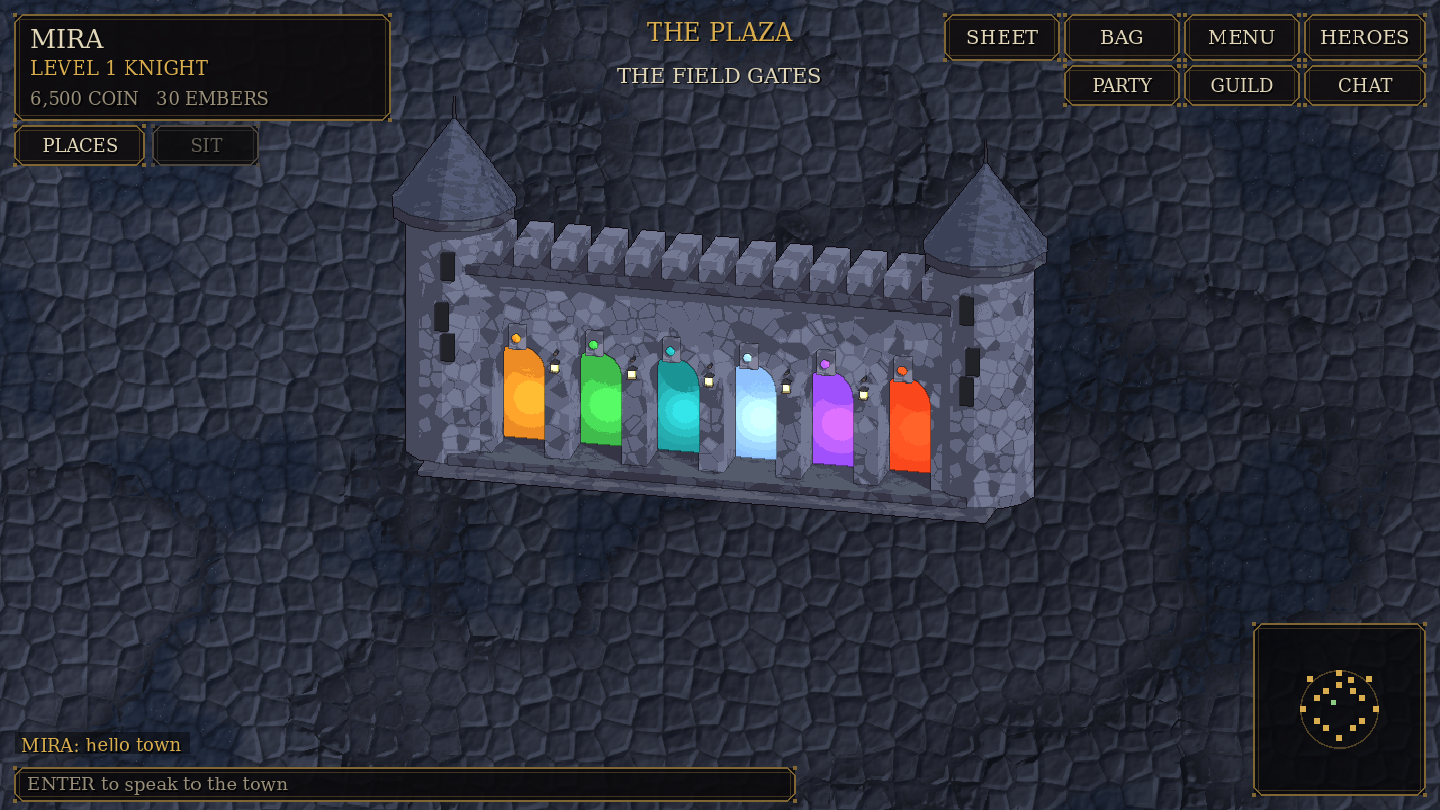 MIRA
LEVEL 1 KNIGHT
6,500 COIN 30 EMBERS
PLACES
SIT
THE PLAZA
THE FIELD GATES
SHEET
BAG
MENU
HEROES
PARTY
GUILD
CHAT
MIRA: hello town
ENTER to speak to the town